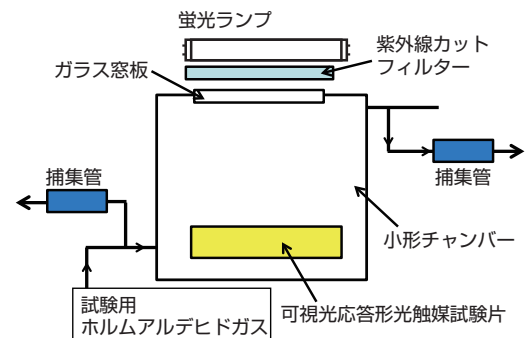 蛍光ランプ
紫外線カット
フィルター
ガラス窓板
捕集管
捕集管
小形チャンバー
試験用
ホルムアルデヒドガス
可視光応答形光触媒試験片